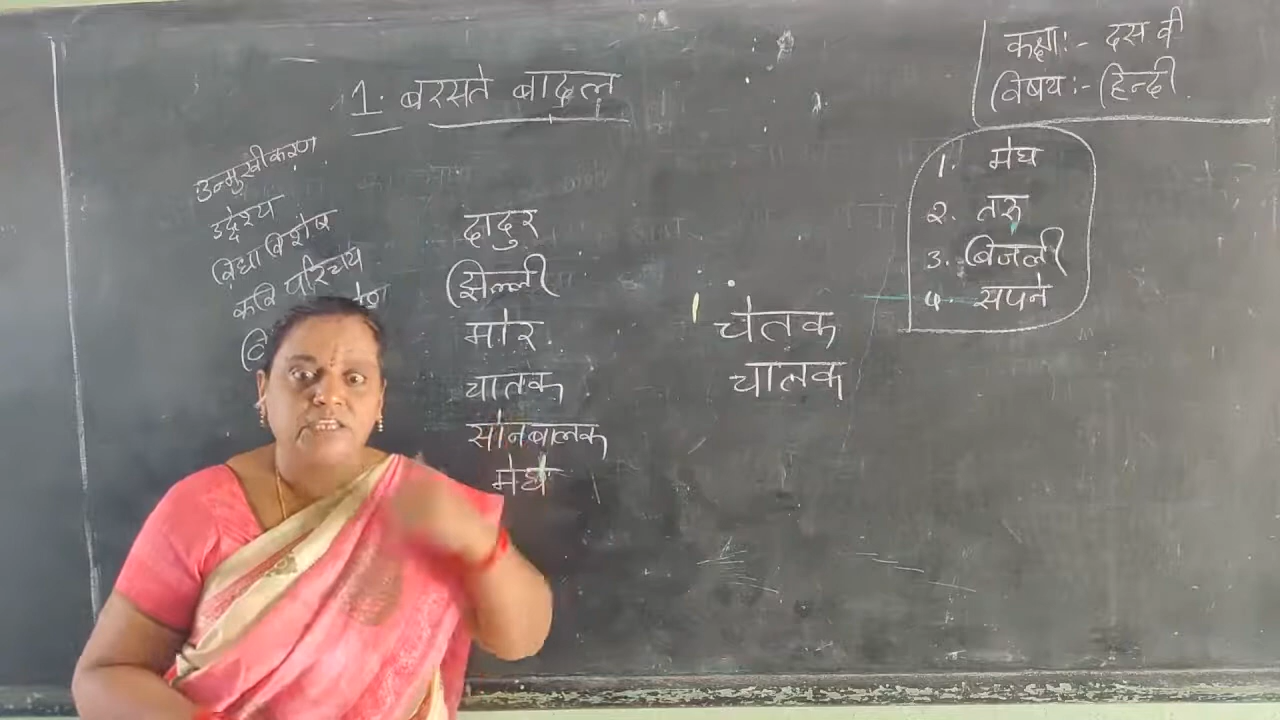 1. बरसते बादल
कक्षाः- दस वी
विषयः- हिन्दी
उन्मुखीकरण
उद्देश्य
विधा विशेष
कवि परिचय
दादुर
झिल्ली
मोर
चातक
सोनबालक
मेघ
चेतक
चालक
1. मेघ
2. तरु
3. बिजली
4. सपने